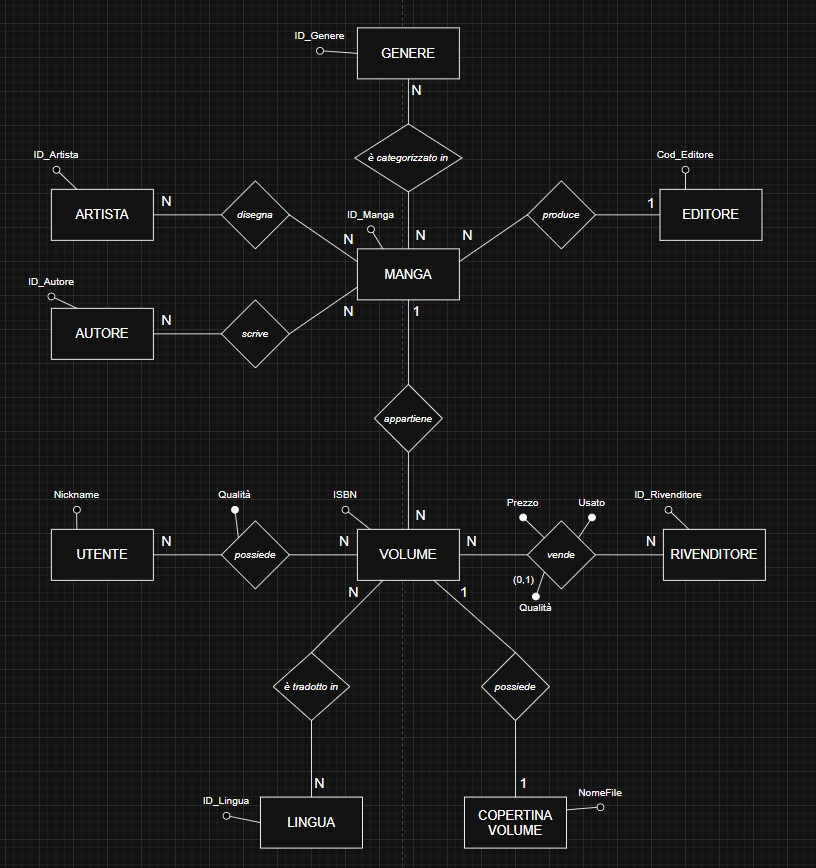 ID_Genere
GENERE
N
è categorizzato in
ID_Artista
Cod_Editore
ARTISTA
N
disegna
ID_Manga
produce
1
EDITORE
N
N
N
MANGA
ID_Autore
AUTORE
N
scrive
N
1
appartiene
N
Nickname
Qualità
ISBN
Prezzo
Usato
ID_Rivenditore
UTENTE
N
possiede
N
VOLUME
N
vende
N
RIVENDITORE
(0,1)
Qualità
N
1
è tradotto in
possiede
N
1
ID_Lingua
LINGUA
COPERTINA
VOLUME
NomeFile